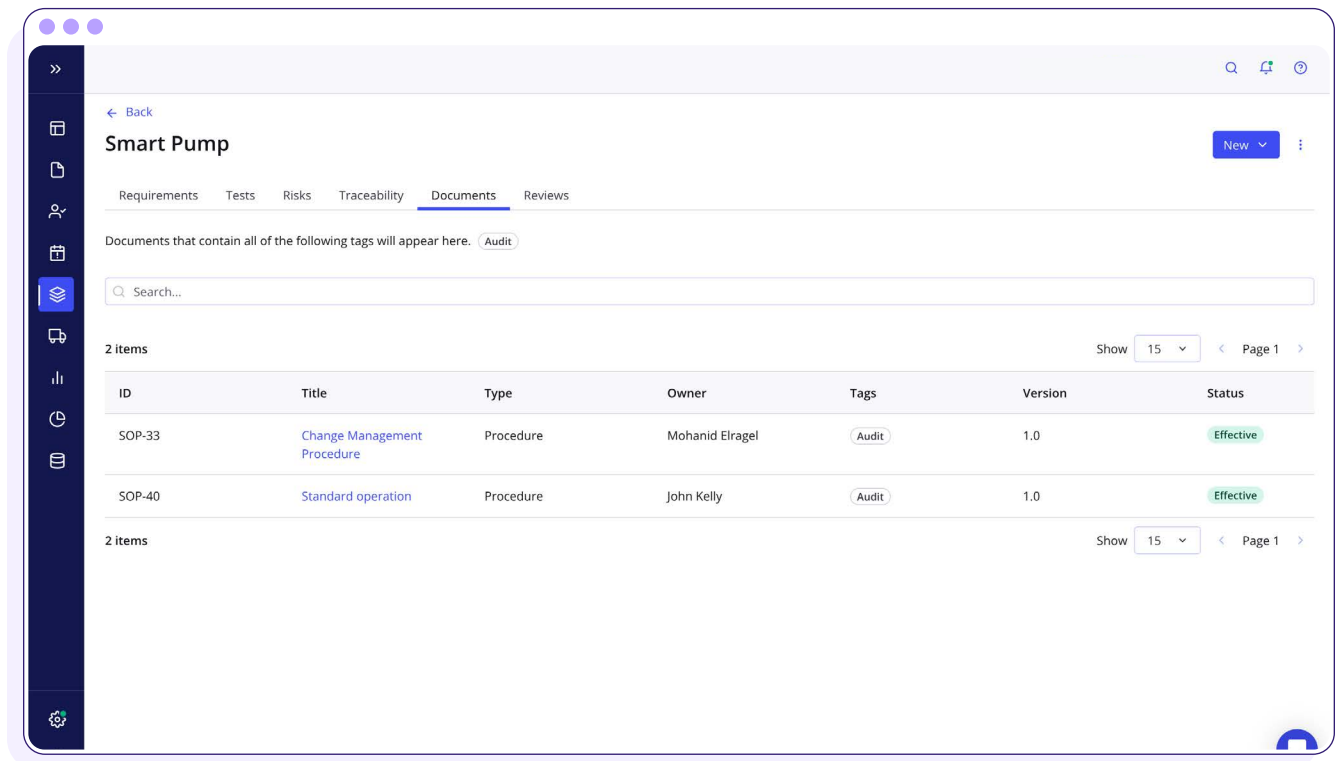 Back
Smart Pump
New
Requirements Tests Risks Traceability Documents Reviews
Documents that contain all of the following tags will appear here. Audit
Search...
2 items Show 15 Page 1
ID Title Type Owner Tags Version Status
SOP-33 Change Management Procedure Mohanid Elragel Audit 1.0 Effective
Procedure
SOP-40 Standard operation Procedure John Kelly Audit 1.0 Effective
2 items Show 15 Page 1